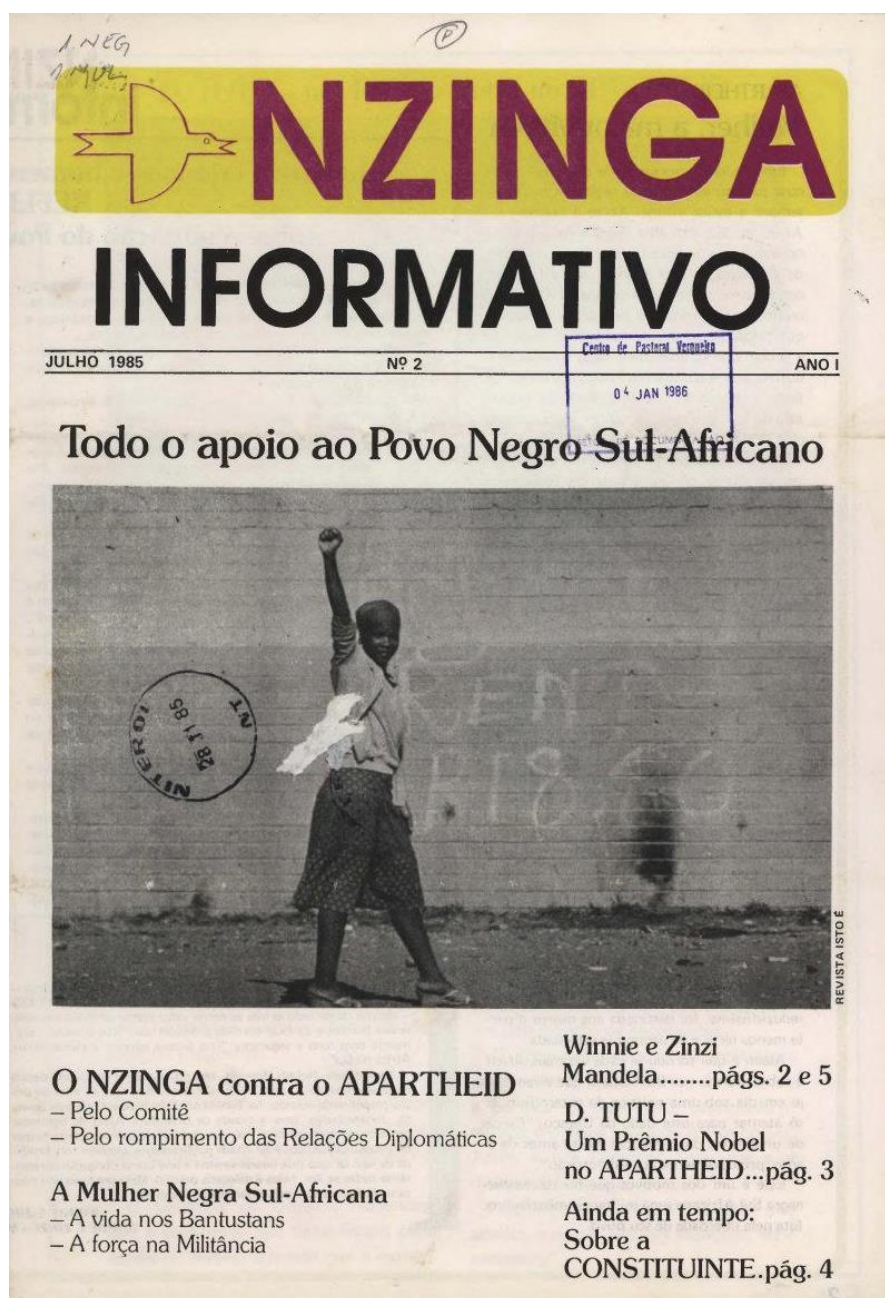 1 NEG
P
NZINGA
INFORMATIVO
JULHO 1985 Nº 2 ANO I
Centro de Pastoral Vergueiro
04 JAN 1986
Todo o apoio ao Povo Negro Sul-Africano
NITEROI
28 11 85
NT
RENT
REVISTA ISTO É
O NZINGA contra o APARTHEID
– Pelo Comitê
– Pelo rompimento das Relações Diplomáticas
A Mulher Negra Sul-Africana
– A vida nos Bantustans
– A força na Militância
Winnie e Zinzi
Mandela........págs. 2 e 5
D. TUTU –
Um Prêmio Nobel
no APARTHEID...pág. 3
Ainda em tempo:
Sobre a
CONSTITUINTE.pág. 4